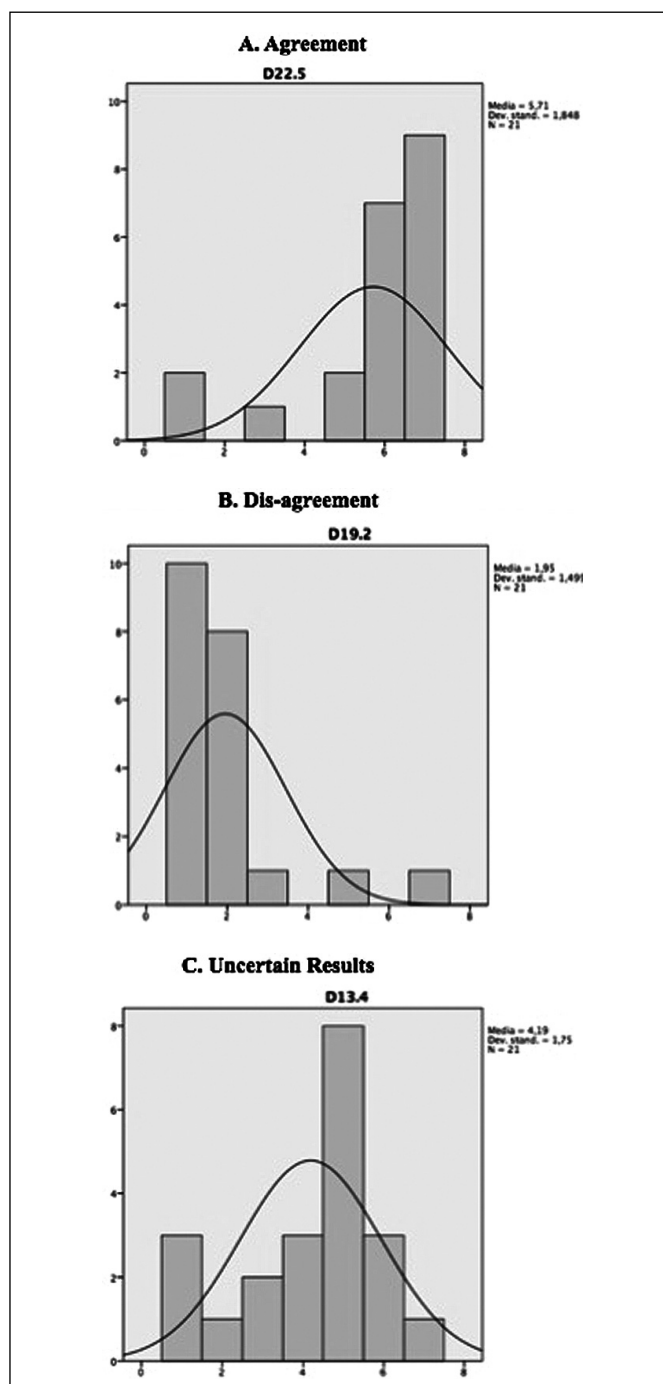 A. Agreement
D22.5
Media = 5,71
Dev. stand. = 1,848
N = 21
10
8
6
4
2
0
0 2 4 6 8
B. Dis-agreement
D19.2
Media = 1,95
Dev. stand. = 1,499
N = 21
10
8
6
4
2
0
0 2 4 6 8
C. Uncertain Results
D13.4
Media = 4,19
Dev. stand. = 1,75
N = 21
8
6
4
2
0
0 2 4 6 8